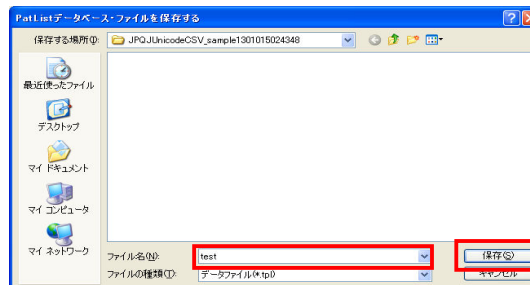 PatListデータベース・ファイルを保存する
保存する場所(I): JPQJUnicodeCSV_sample1301015024348
最近使ったファイル
デスクトップ
マイ ドキュメント
マイ コンピュータ
マイ ネットワーク
ファイル名(N): test 保存(S)
ファイルの種類(T): データファイル(*.tpl) キャンセル